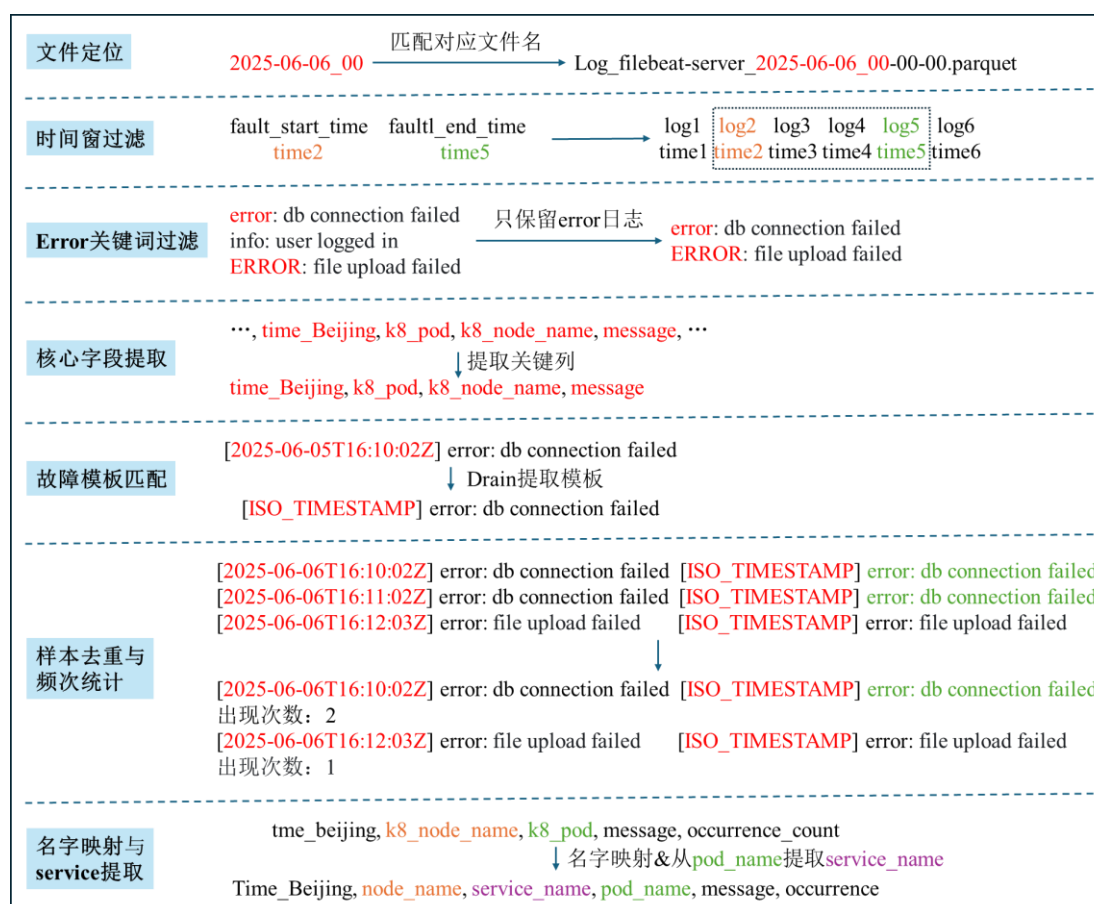 文件定位
匹配对应文件名
2025-06-06_00
Log_filebeat-server_2025-06-06_00-00-00.parquet
时间窗过滤
fault_start_time faultl_end_time
time2 time5
log1 log2 log3 log4 log5 log6
time1 time2 time3 time4 time5 time6
Error关键词过滤
error: db connection failed
info: user logged in
ERROR: file upload failed
只保留error日志
error: db connection failed
ERROR: file upload failed
核心字段提取
…, time_Beijing, k8_pod, k8_node_name, message, …
提取关键列
time_Beijing, k8_pod, k8_node_name, message
故障模板匹配
[2025-06-05T16:10:02Z] error: db connection failed
Drain提取模板
[ISO_TIMESTAMP] error: db connection failed
样本去重与
频次统计
[2025-06-06T16:10:02Z] error: db connection failed [ISO_TIMESTAMP] error: db connection failed
[2025-06-06T16:11:02Z] error: db connection failed [ISO_TIMESTAMP] error: db connection failed
[2025-06-06T16:12:03Z] error: file upload failed [ISO_TIMESTAMP] error: file upload failed
[2025-06-06T16:10:02Z] error: db connection failed [ISO_TIMESTAMP] error: db connection failed
出现次数：2
[2025-06-06T16:12:03Z] error: file upload failed [ISO_TIMESTAMP] error: file upload failed
出现次数：1
名字映射与
service提取
tme_beijing, k8_node_name, k8_pod, message, occurrence_count
名字映射&从pod_name提取service_name
Time_Beijing, node_name, service_name, pod_name, message, occurrence